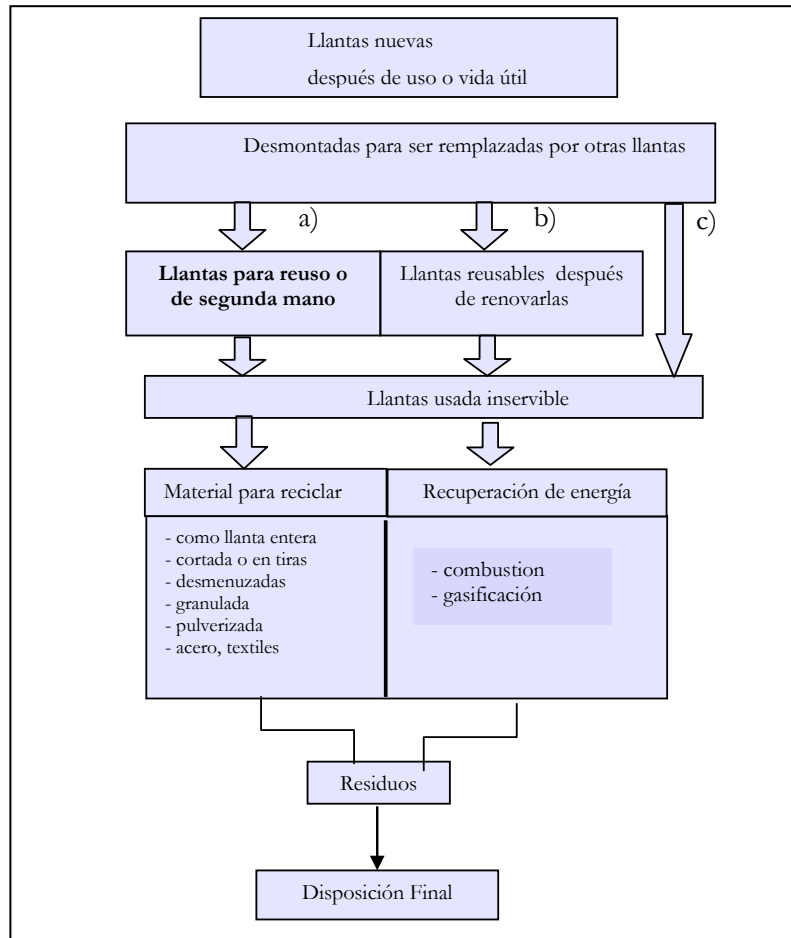 Llantas nuevas
después de uso o vida útil
Desmontadas para ser remplazadas por otras llantas
a)
b)
c)
Llantas para reuso o
de segunda mano
Llantas reusables después
de renovarlas
Llantas usada inservible
Material para reciclar
Recuperación de energía
- como llanta entera
- cortada o en tiras
- desmenuzadas
- granulada
- pulverizada
- acero, textiles
- combustion
- gasificación
Residuos
Disposición Final